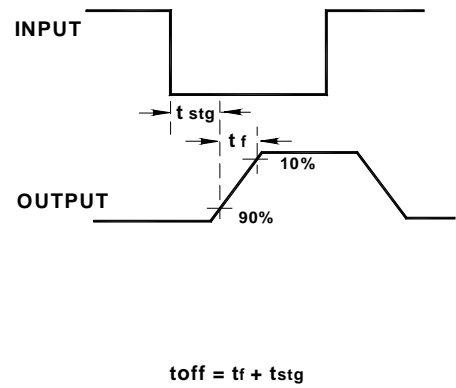 INPUT
t stg
t f
10%
OUTPUT
90%
toff = tf + tstg